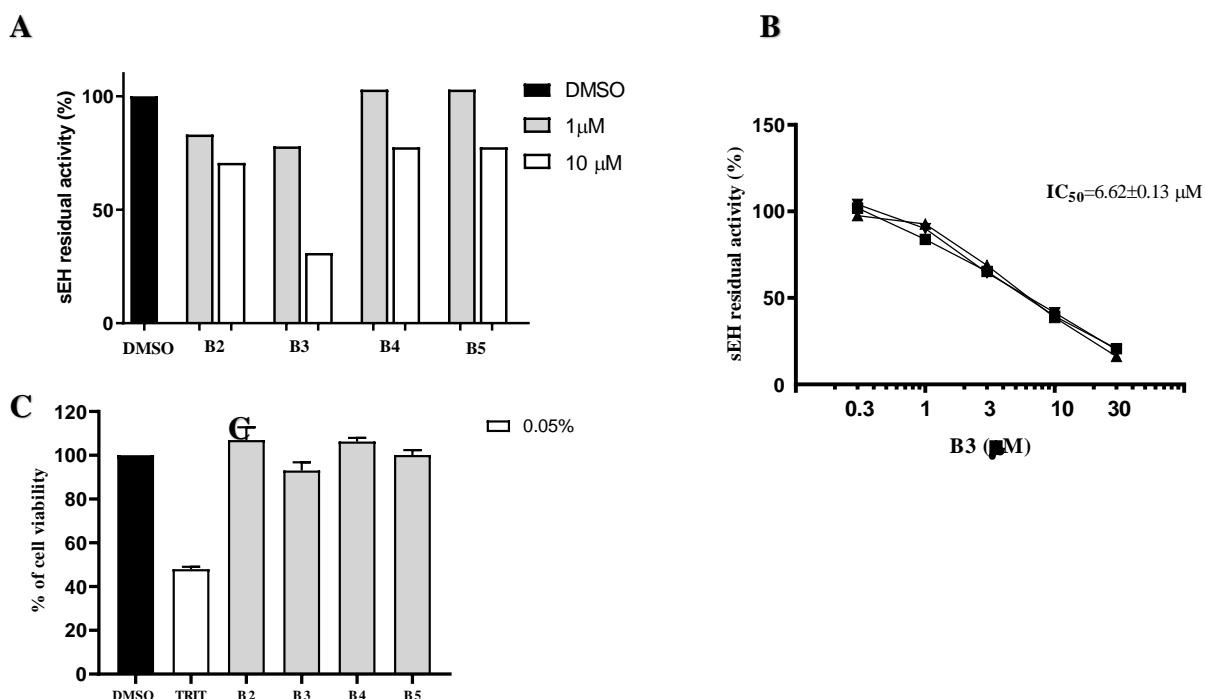 A
sEH residual activity (%)
100
50
0
DMSO
B2
B3
B4
B5
DMSO
1µM
10 µM
B
sEH residual activity (%)
150
100
50
0
0.3
1
3
10
30
IC50=6.62±0.13 µM
B3 (µM)
C
C
% of cell viability
120
100
80
60
40
20
0
DMSO
TRIT
B2
B3
B4
B5
0.05%